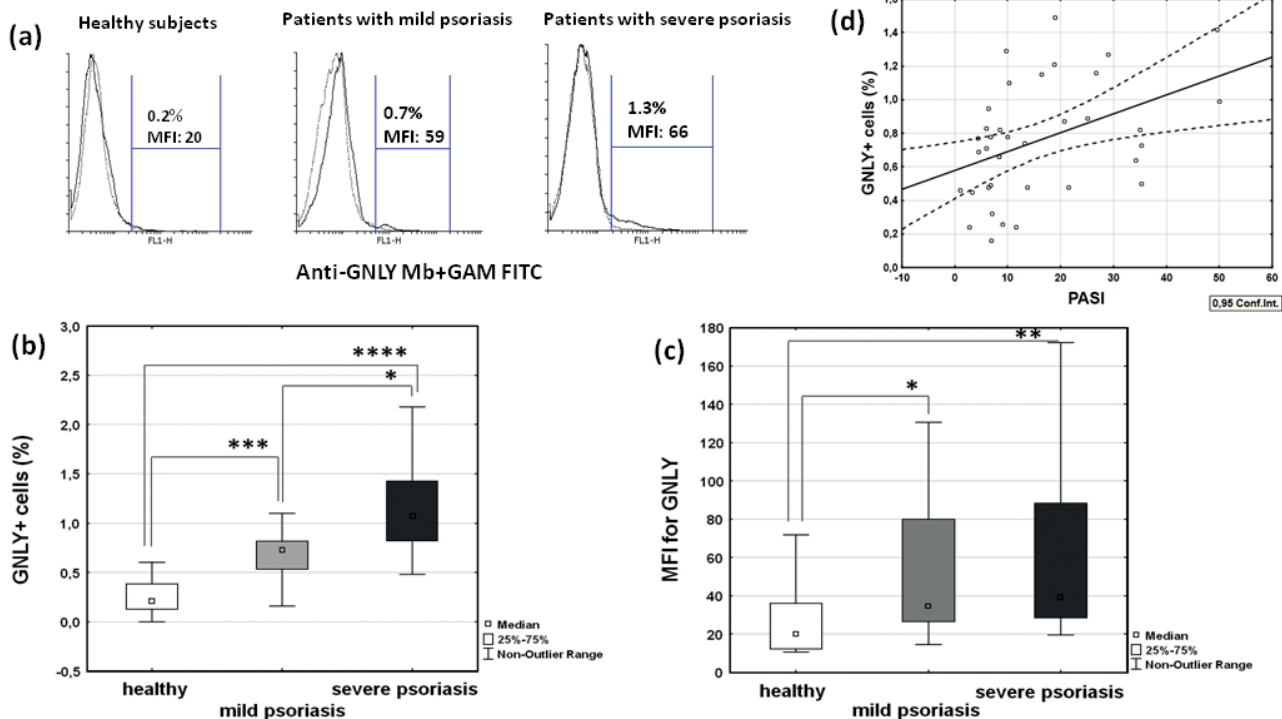 (a)
Healthy subjects
Patients with mild psoriasis
Patients with severe psoriasis
0.2%
MFI: 20
FL1-H
0.7%
MFI: 59
FL1-H
1.3%
MFI: 66
FL1-H
Anti-GNLY Mb+GAM FITC
(d)
GNLY+ cells (%)
1,6
1,4
1,2
1,0
0,8
0,6
0,4
0,2
0,0
-10
0
10
20
30
40
50
60
PASI
0,95 Conf.Int.
(b)
GNLY+ cells (%)
3,0
2,5
2,0
1,5
1,0
0,5
0,0
-0,5
****
*
***
healthy
mild psoriasis
severe psoriasis
Median
25%-75%
Non-Outlier Range
(c)
MFI for GNLY
180
160
140
120
100
80
60
40
20
0
**
*
healthy
mild psoriasis
severe psoriasis
Median
25%-75%
Non-Outlier Range